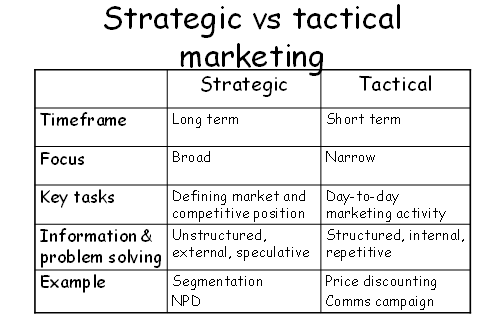 Strategic vs tactical
marketing
Strategic Tactical
Timeframe Long term Short term
Focus Broad Narrow
Key tasks Defining market and Day-to-day
competitive position marketing activity
Information & Unstructured, Structured, internal,
problem solving external, speculative repetitive
Example Segmentation Price discounting
NPD Comms campaign